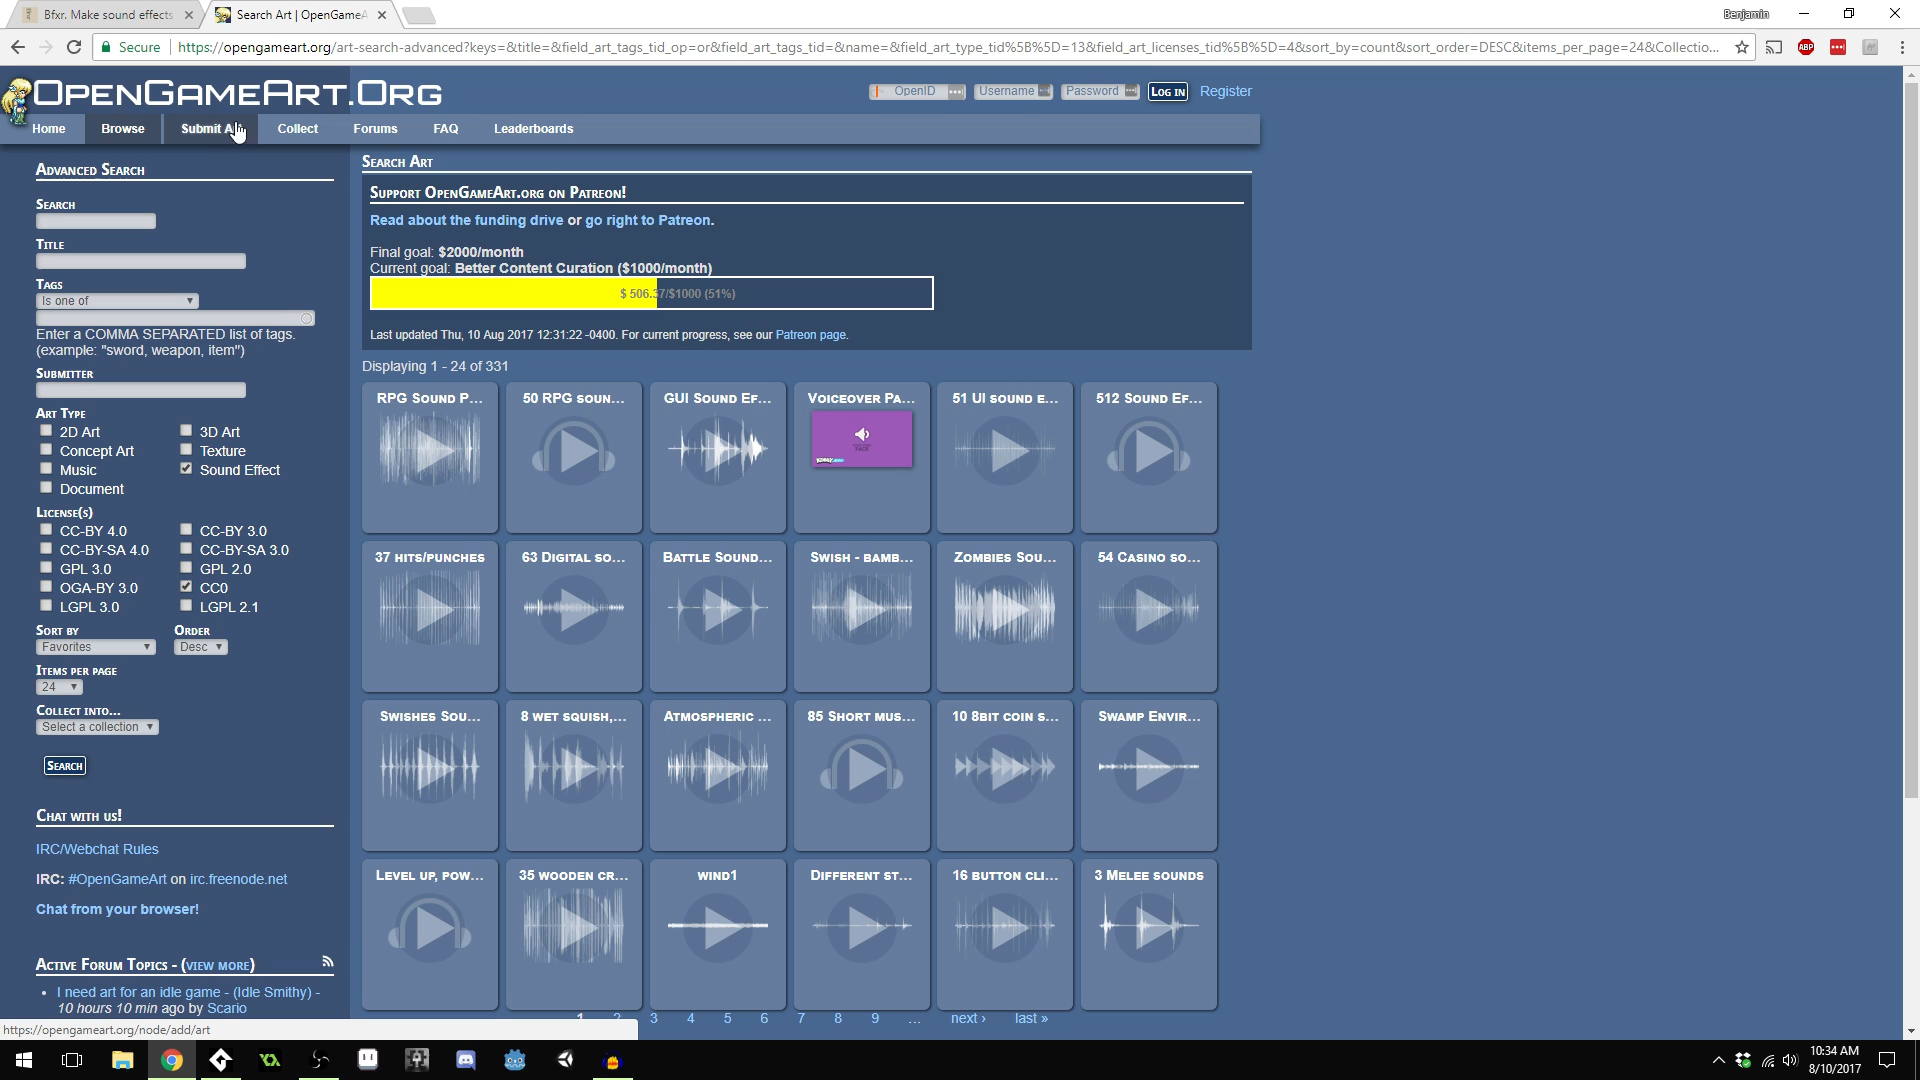 Bfxr. Make sound effects
Search Art | OpenGameA
Benjamin
Secure
https://opengameart.org/art-search-advanced?keys=&title=&field_art_tags_tid_op=or&field_art_tags_tid=&name=&field_art_type_tid%5B%5D=13&field_art_licenses_tid%5B%5D=4&sort_by=count&sort_order=DESC&items_per_page=24&Collectio...
ABP
OpenGameArt.Org
OpenID
Username
Password
Log in
Register
Home
Browse
Submit
Collect
Forums
FAQ
Leaderboards
Advanced Search
Search
Title
Tags
Is one of
Enter a COMMA SEPARATED list of tags.
(example: "sword, weapon, item")
Submitter
Art Type
2D Art
3D Art
Concept Art
Texture
Music
Sound Effect
Document
License(s)
CC-BY 4.0
CC-BY 3.0
CC-BY-SA 4.0
CC-BY-SA 3.0
GPL 3.0
GPL 2.0
OGA-BY 3.0
CC0
LGPL 3.0
LGPL 2.1
Sort by
Order
Favorites
Desc
Items per page
24
Collect into...
Select a collection
Search
Chat with us!
IRC/Webchat Rules
IRC: #OpenGameArt on irc.freenode.net
Chat from your browser!
Active Forum Topics - (view more)
I need art for an idle game - (Idle Smithy) -
10 hours 10 min ago by Scario
Search Art
Support OpenGameArt.org on Patreon!
Read about the funding drive or go right to Patreon.
Final goal: $2000/month
Current goal: Better Content Curation ($1000/month)
$ 506.37/$1000 (51%)
Last updated Thu, 10 Aug 2017 12:31:22 -0400. For current progress, see our Patreon page.
Displaying 1 - 24 of 331
RPG Sound P...
50 RPG soun...
GUI Sound Ef...
Voiceover Pa...
51 UI sound e...
512 Sound Ef...
37 hits/punches
63 Digital so...
Battle Sound...
Swish - bamb...
Zombies Sou...
54 Casino so...
Swishes Sou...
8 wet squish,...
Atmospheric ...
85 Short mus...
10 8bit coin s...
Swamp Envir...
Level up, pow...
35 wooden cr...
wind1
Different st...
16 button cli...
3 Melee sounds
1 2 3 4 5 6 7 8 9 ... next › last »
https://opengameart.org/node/add/art
10:34 AM
8/10/2017